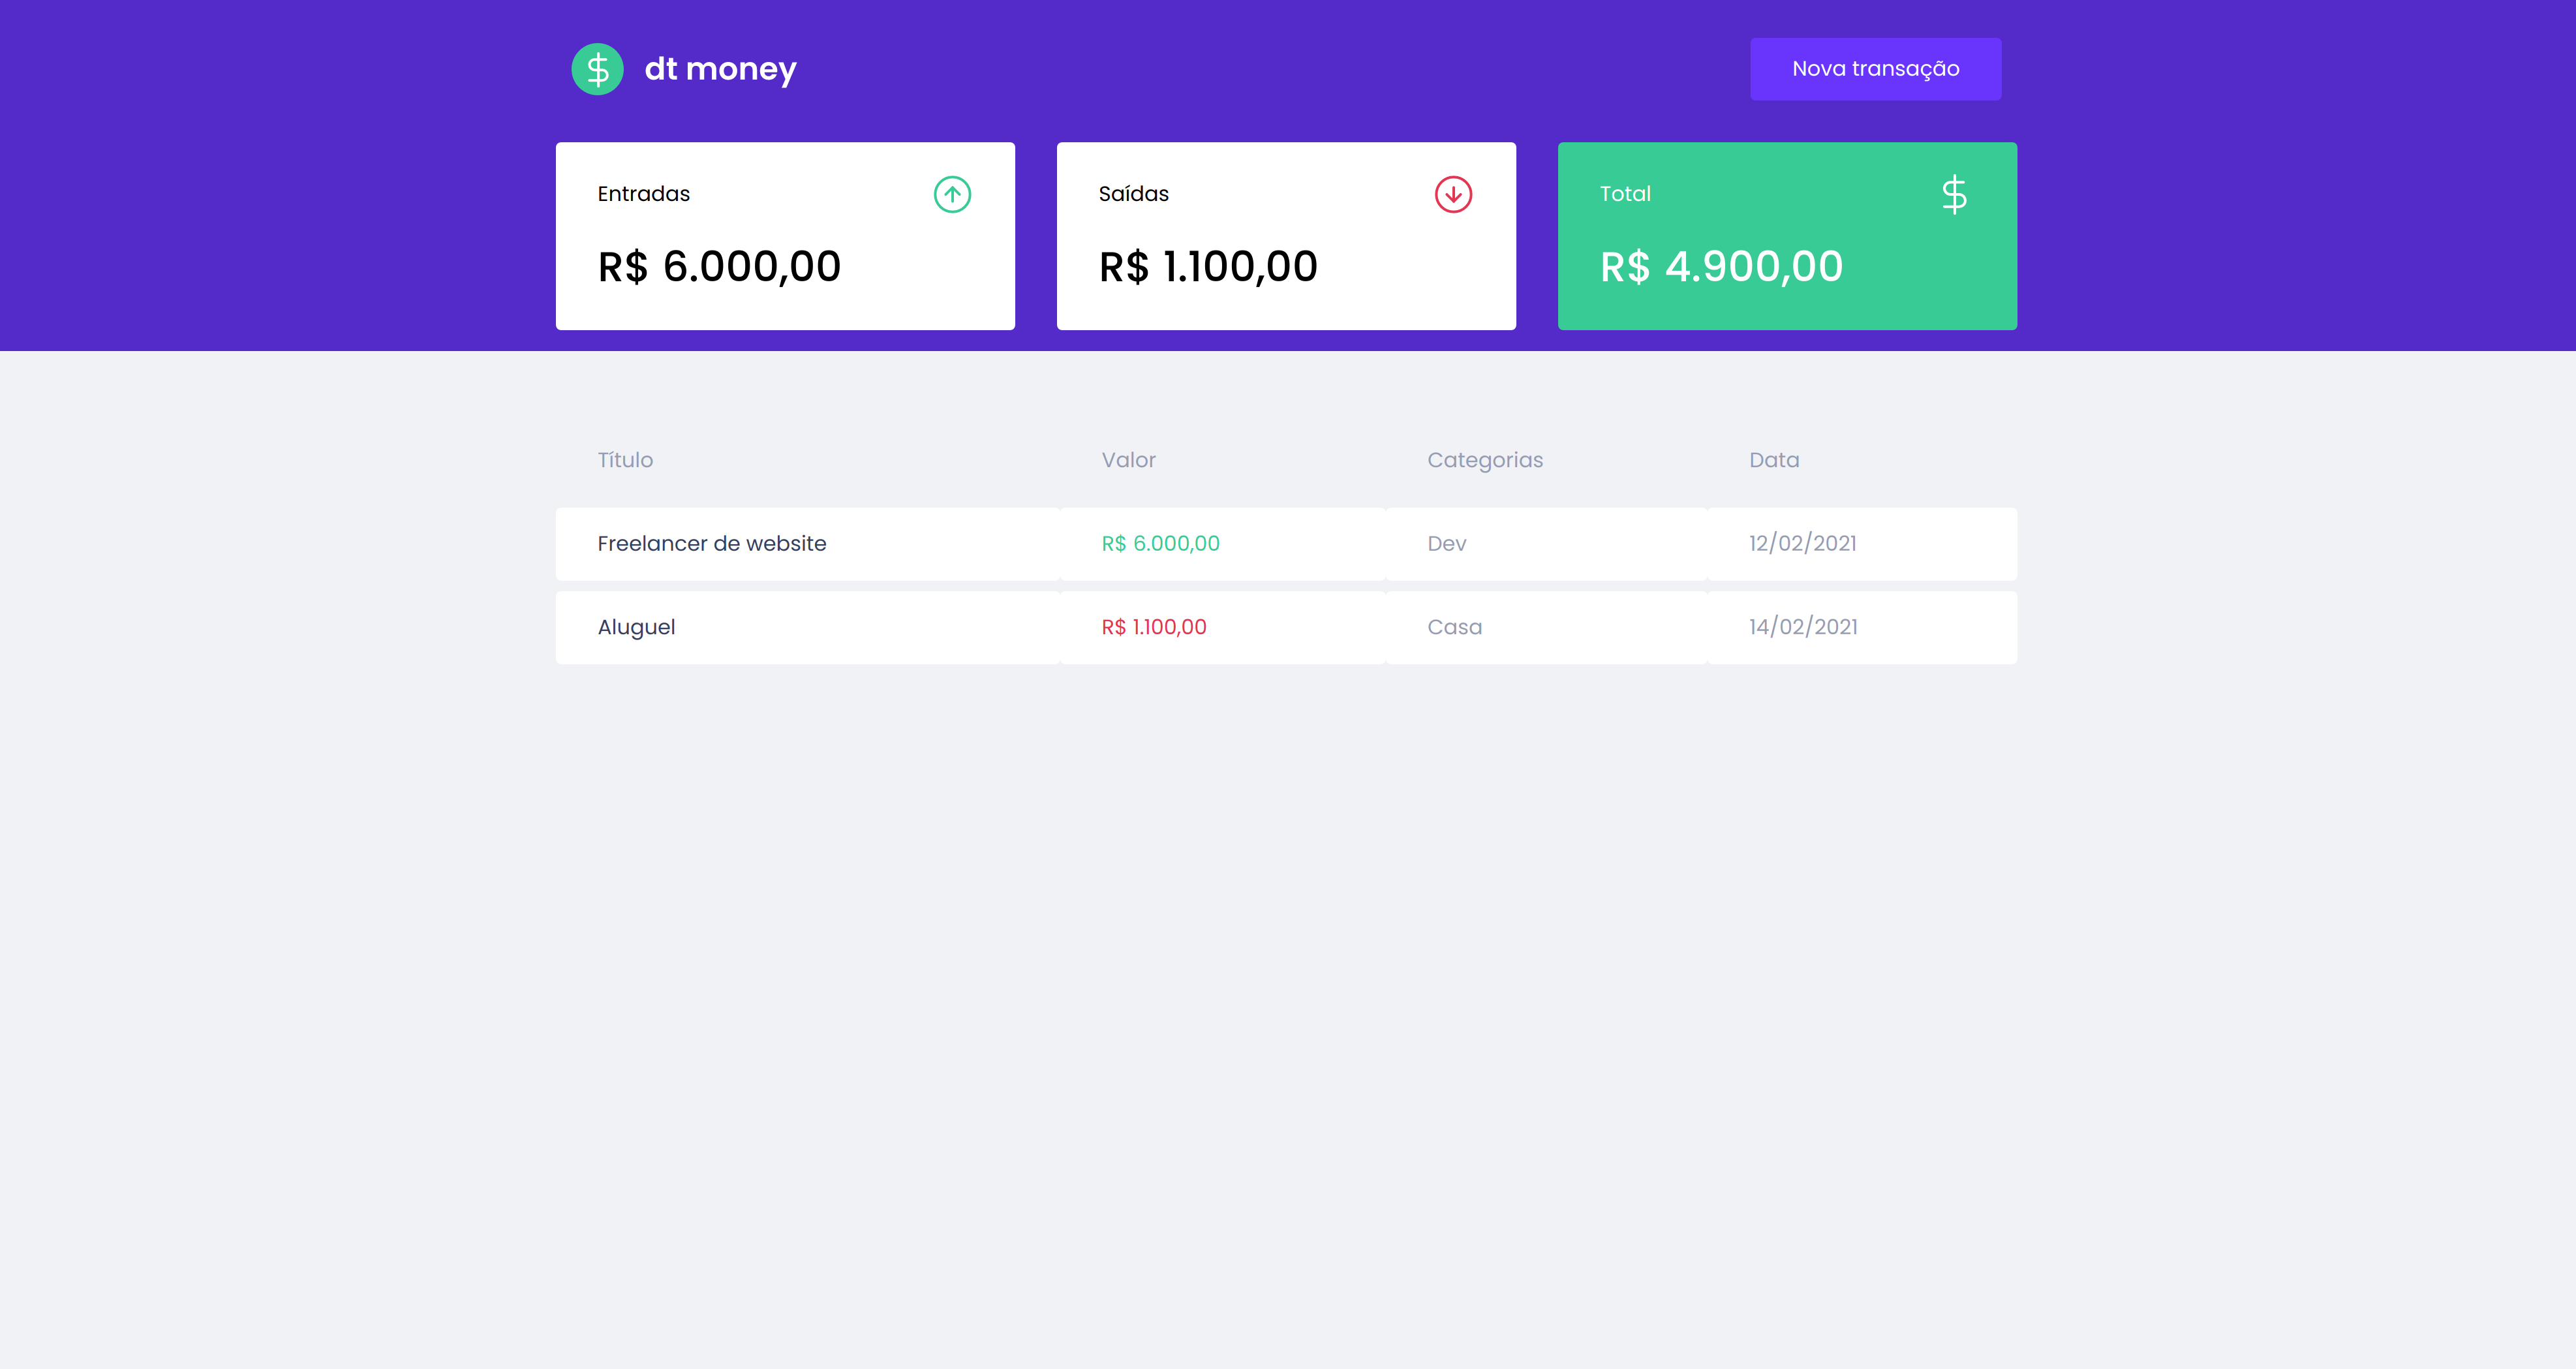 dt money
Nova transação
Entradas
R$ 6.000,00
Saídas
R$ 1.100,00
Total
R$ 4.900,00
Título Valor Categorias Data
Freelancer de website R$ 6.000,00 Dev 12/02/2021
Aluguel R$ 1.100,00 Casa 14/02/2021